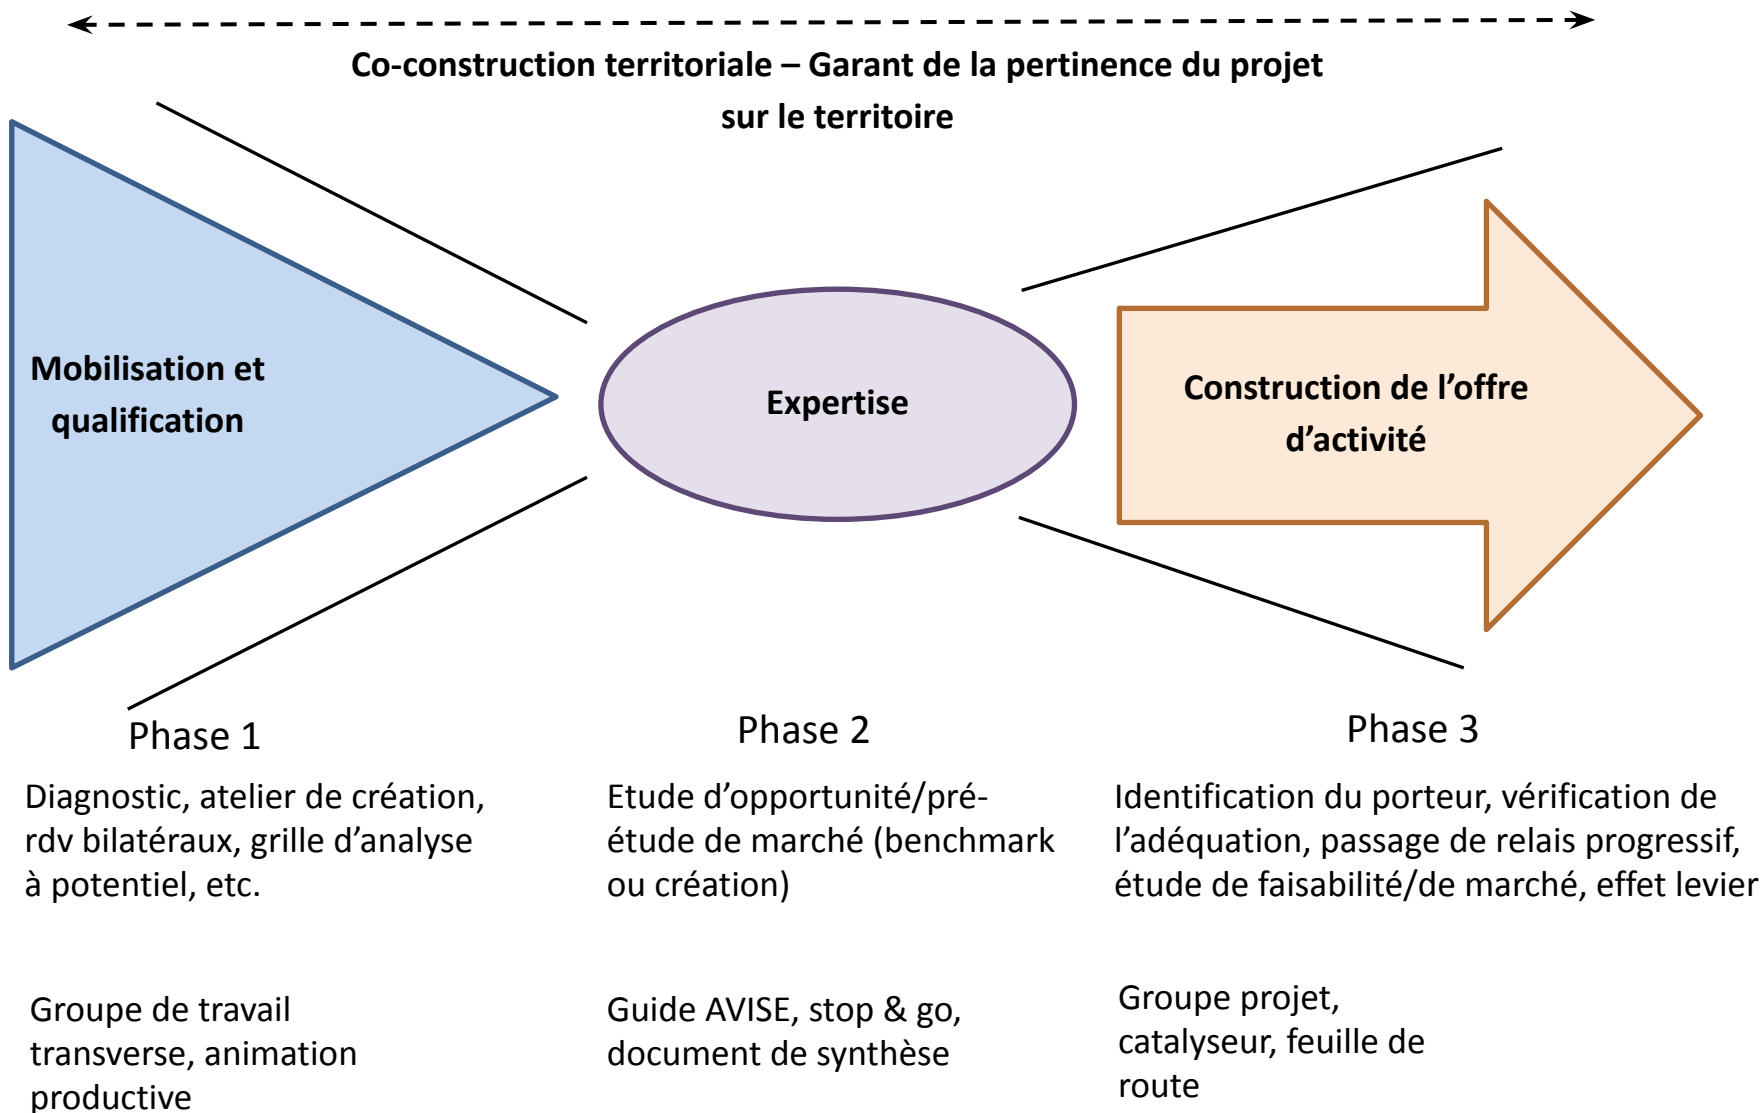 Co-construction territoriale – Garant de la pertinence du projet
sur le territoire
Mobilisation et
qualification
Expertise
Construction de l’offre
d’activité
Phase 1
Diagnostic, atelier de création,
rdv bilatéraux, grille d’analyse
à potentiel, etc.
Groupe de travail
transverse, animation
productive
Phase 2
Etude d’opportunité/pré-
étude de marché (benchmark
ou création)
Guide AVISE, stop & go,
document de synthèse
Phase 3
Identification du porteur, vérification de
l’adéquation, passage de relais progressif,
étude de faisabilité/de marché, effet levier
Groupe projet,
catalyseur, feuille de
route